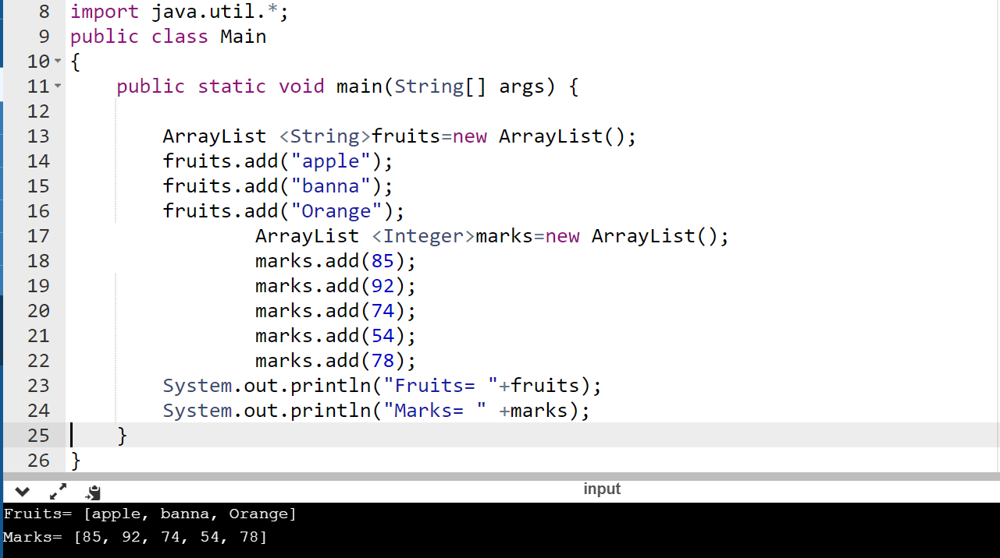 8 import java.util.*;
9 public class Main
10 {
11     public static void main(String[] args) {
12
13         ArrayList <String>fruits=new ArrayList();
14         fruits.add("apple");
15         fruits.add("banna");
16         fruits.add("Orange");
17                 ArrayList <Integer>marks=new ArrayList();
18                 marks.add(85);
19                 marks.add(92);
20                 marks.add(74);
21                 marks.add(54);
22                 marks.add(78);
23         System.out.println("Fruits= "+fruits);
24         System.out.println("Marks= " +marks);
25     }
26 }
input
Fruits= [apple, banna, Orange]
Marks= [85, 92, 74, 54, 78]